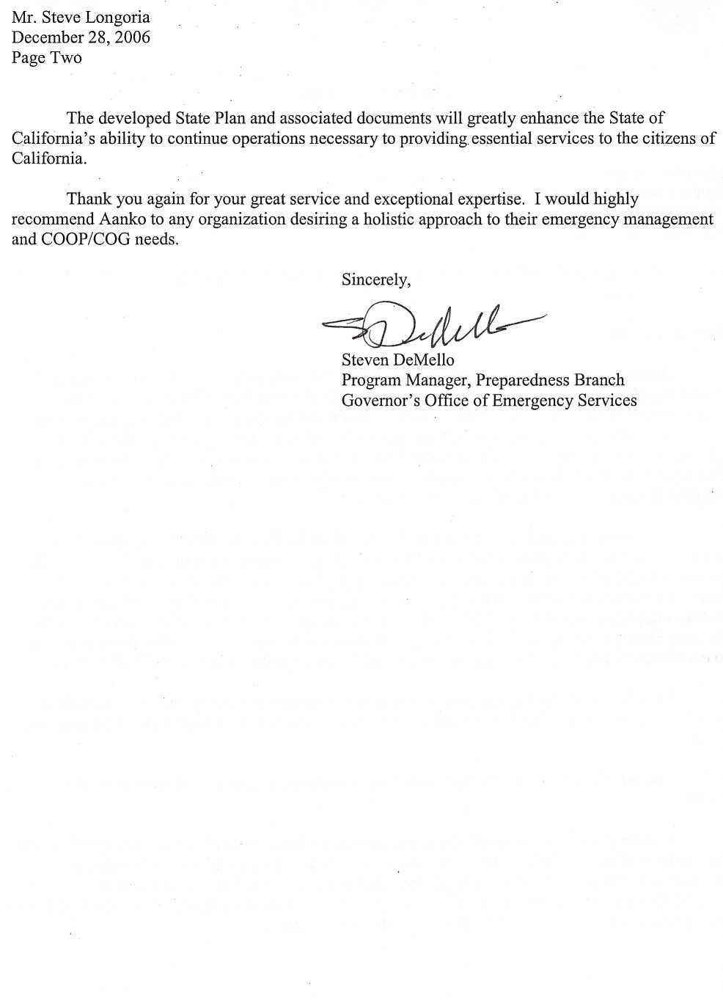 Mr. Steve Longoria
December 28, 2006
Page Two
The developed State Plan and associated documents will greatly enhance the State of
California's ability to continue operations necessary to providing essential services to the citizens of
California.
Thank you again for your great service and exceptional expertise.  I would highly
recommend Aanko to any organization desiring a holistic approach to their emergency management
and COOP/COG needs.
Sincerely,
S DeMello
Steven DeMello
Program Manager, Preparedness Branch
Governor's Office of Emergency Services